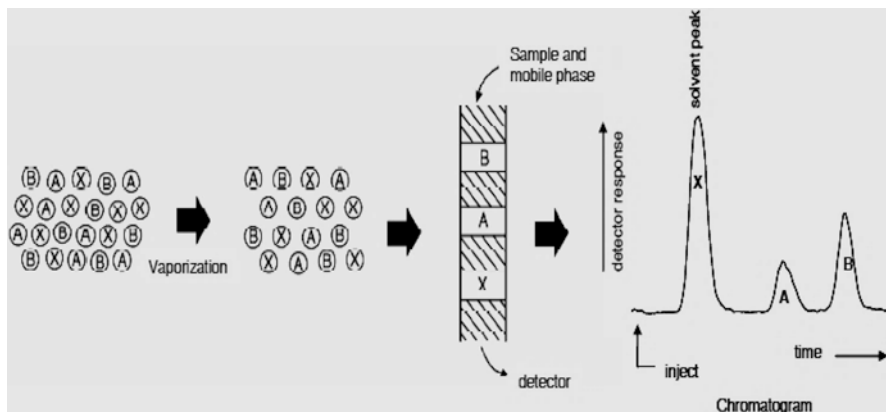 B A X B A
X A X B X X
A X B A X B
B X A B A
Vaporization
A B X A
A B X X
B X A B
X A B X
Sample and
mobile phase
B
A
X
detector
detector response
solvent peak
X
A
B
inject
time
Chromatogram